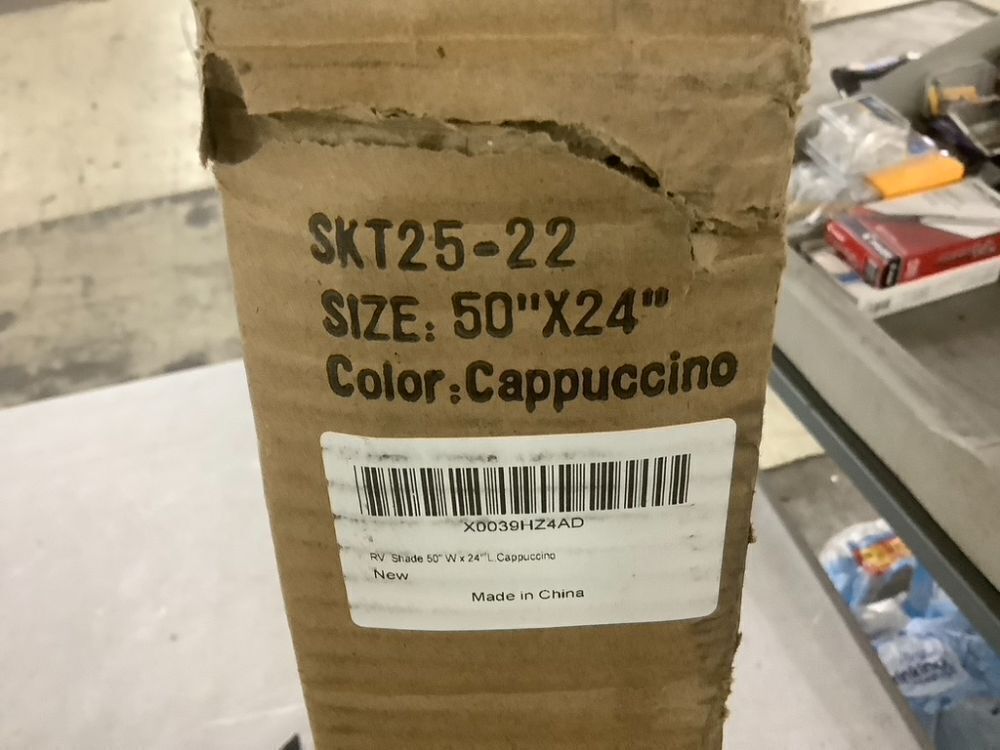 SKT25-22
SIZE: 50"X24"
Color:Cappuccino
X0039HZ4AD
RV Shade 50" W x 24" L.Cappuccino
New
Made in China